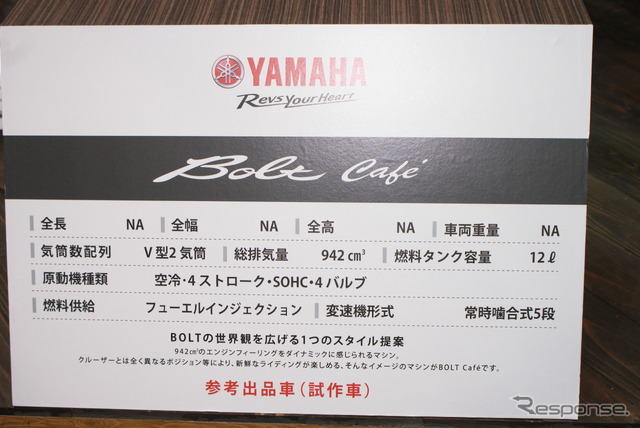 YAMAHA
Revs Your Heart
Bolt Café
全長 NA 全幅 NA 全高 NA 車両重量 NA
気筒数配列 V型2気筒 総排気量 942㎝³ 燃料タンク容量 12ℓ
原動機種類 空冷・4ストローク・SOHC・4バルブ
燃料供給 フューエルインジェクション 変速機形式 常時噛合式5段
BOLTの世界観を広げる1つのスタイル提案
942㎝³のエンジンフィーリングをダイナミックに感じられるマシン。
クルーザーとは全く異なるポジション等により、新鮮なライディングが楽しめる、そんなイメージのマシンがBOLT Caféです。
参考出品車（試作車）
Response.